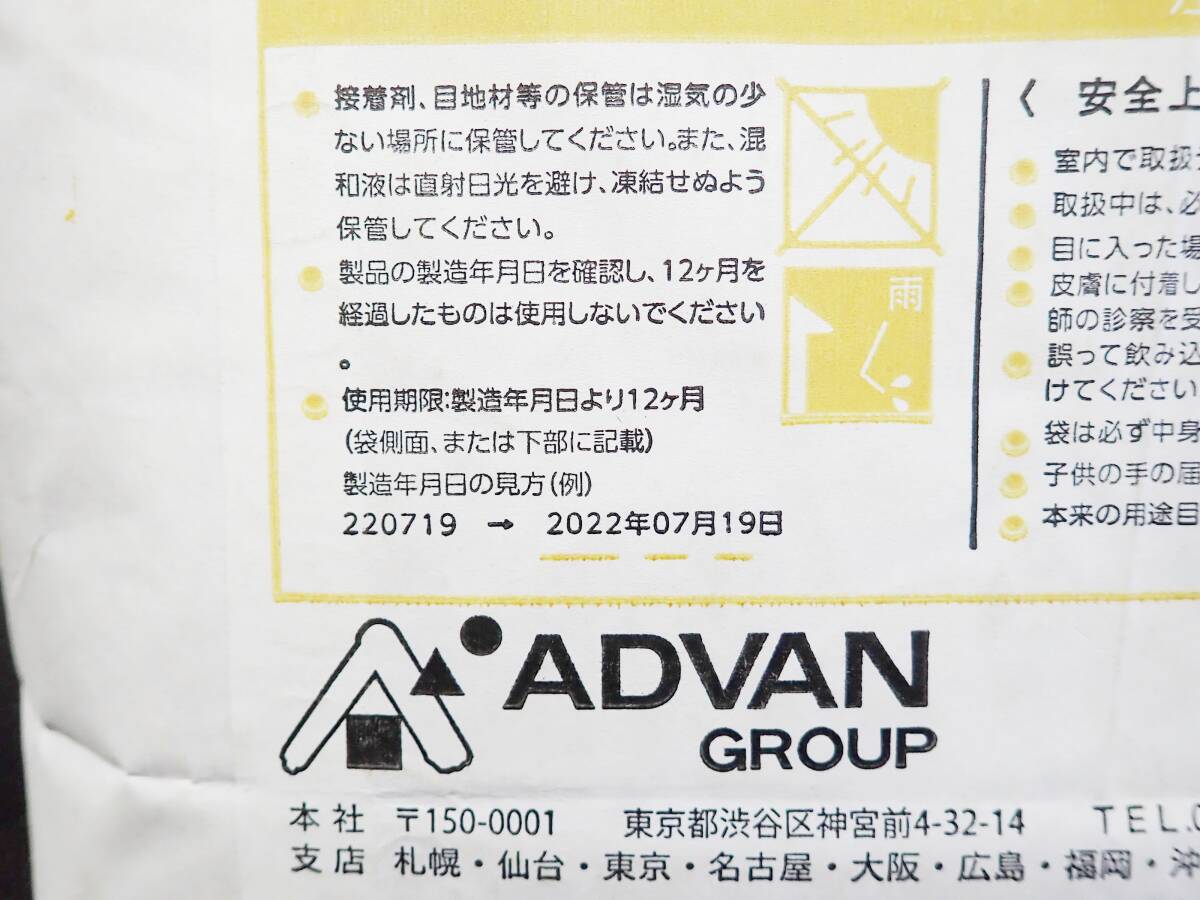 接着剤、目地材等の保管は湿気の少
ない場所に保管してください。また、混
和液は直射日光を避け、凍結せぬよう
保管してください。
製品の製造年月日を確認し、12ヶ月を
経過したものは使用しないでください
。
使用期限:製造年月日より12ヶ月
(袋側面、または下部に記載)
製造年月日の見方(例)
220719 → 2022年07月19日
雨
〈 安全上
室内で取扱
取扱中は、必
目に入った場
皮膚に付着し
師の診察を受
誤って飲み込
けてください
袋は必ず中身
子供の手の届
本来の用途目
ADVAN
GROUP
本社 〒150-0001 東京都渋谷区神宮前4-32-14 TEL.0
支店 札幌・仙台・東京・名古屋・大阪・広島・福岡・沖